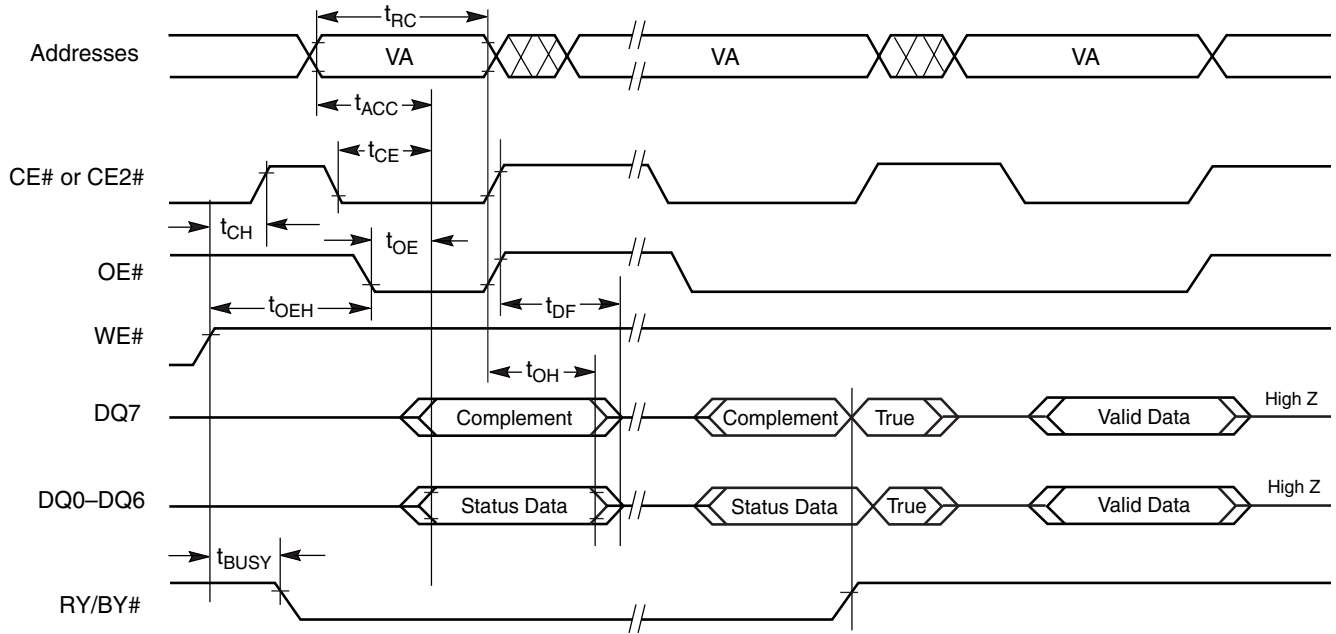 tRC
Addresses VA VA VA
tACC
tCE
CE# or CE2#
tCH
tOE
OE#
tOEH
tDF
WE#
tOH
DQ7 Complement Complement True Valid Data High Z
DQ0–DQ6 Status Data Status Data True Valid Data High Z
tBUSY
RY/BY#